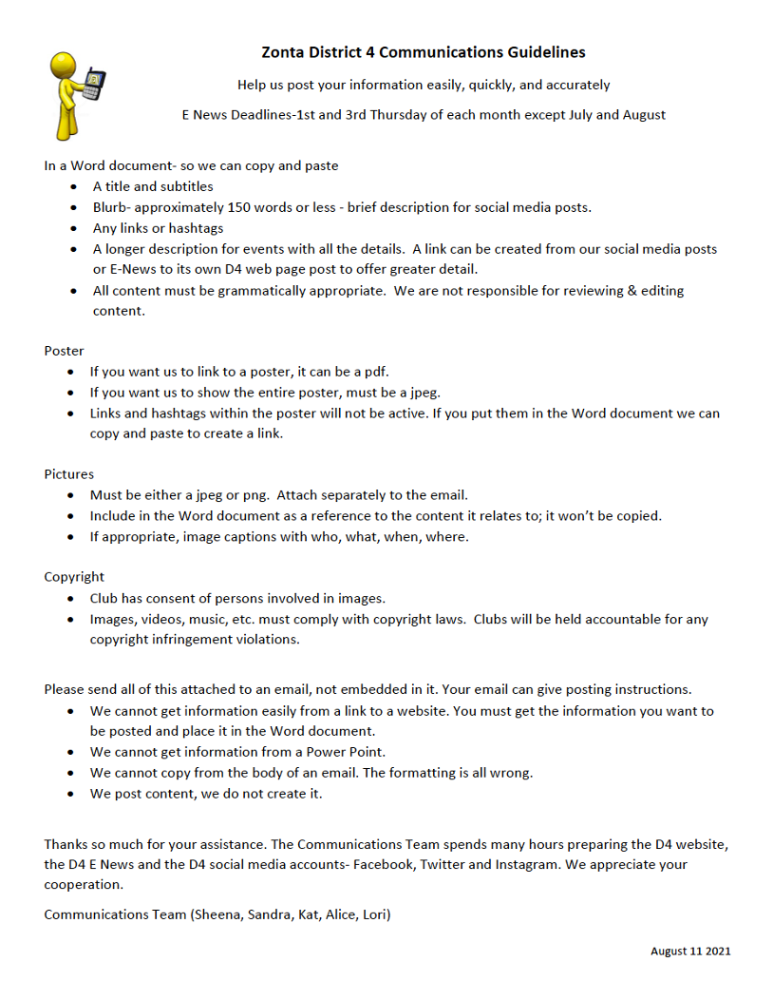 Zonta District 4 Communications Guidelines
Help us post your information easily, quickly, and accurately
E News Deadlines-1st and 3rd Thursday of each month except July and August
In a Word document- so we can copy and paste
• A title and subtitles
• Blurb- approximately 150 words or less - brief description for social media posts.
• Any links or hashtags
• A longer description for events with all the details.  A link can be created from our social media posts
or E-News to its own D4 web page post to offer greater detail.
• All content must be grammatically appropriate.  We are not responsible for reviewing & editing
content.
Poster
• If you want us to link to a poster, it can be a pdf.
• If you want us to show the entire poster, must be a jpeg.
• Links and hashtags within the poster will not be active. If you put them in the Word document we can
copy and paste to create a link.
Pictures
• Must be either a jpeg or png.  Attach separately to the email.
• Include in the Word document as a reference to the content it relates to; it won’t be copied.
• If appropriate, image captions with who, what, when, where.
Copyright
• Club has consent of persons involved in images.
• Images, videos, music, etc. must comply with copyright laws.  Clubs will be held accountable for any
copyright infringement violations.
Please send all of this attached to an email, not embedded in it. Your email can give posting instructions.
• We cannot get information easily from a link to a website. You must get the information you want to
be posted and place it in the Word document.
• We cannot get information from a Power Point.
• We cannot copy from the body of an email. The formatting is all wrong.
• We post content, we do not create it.
Thanks so much for your assistance. The Communications Team spends many hours preparing the D4 website,
the D4 E News and the D4 social media accounts- Facebook, Twitter and Instagram. We appreciate your
cooperation.
Communications Team (Sheena, Sandra, Kat, Alice, Lori)
August 11 2021